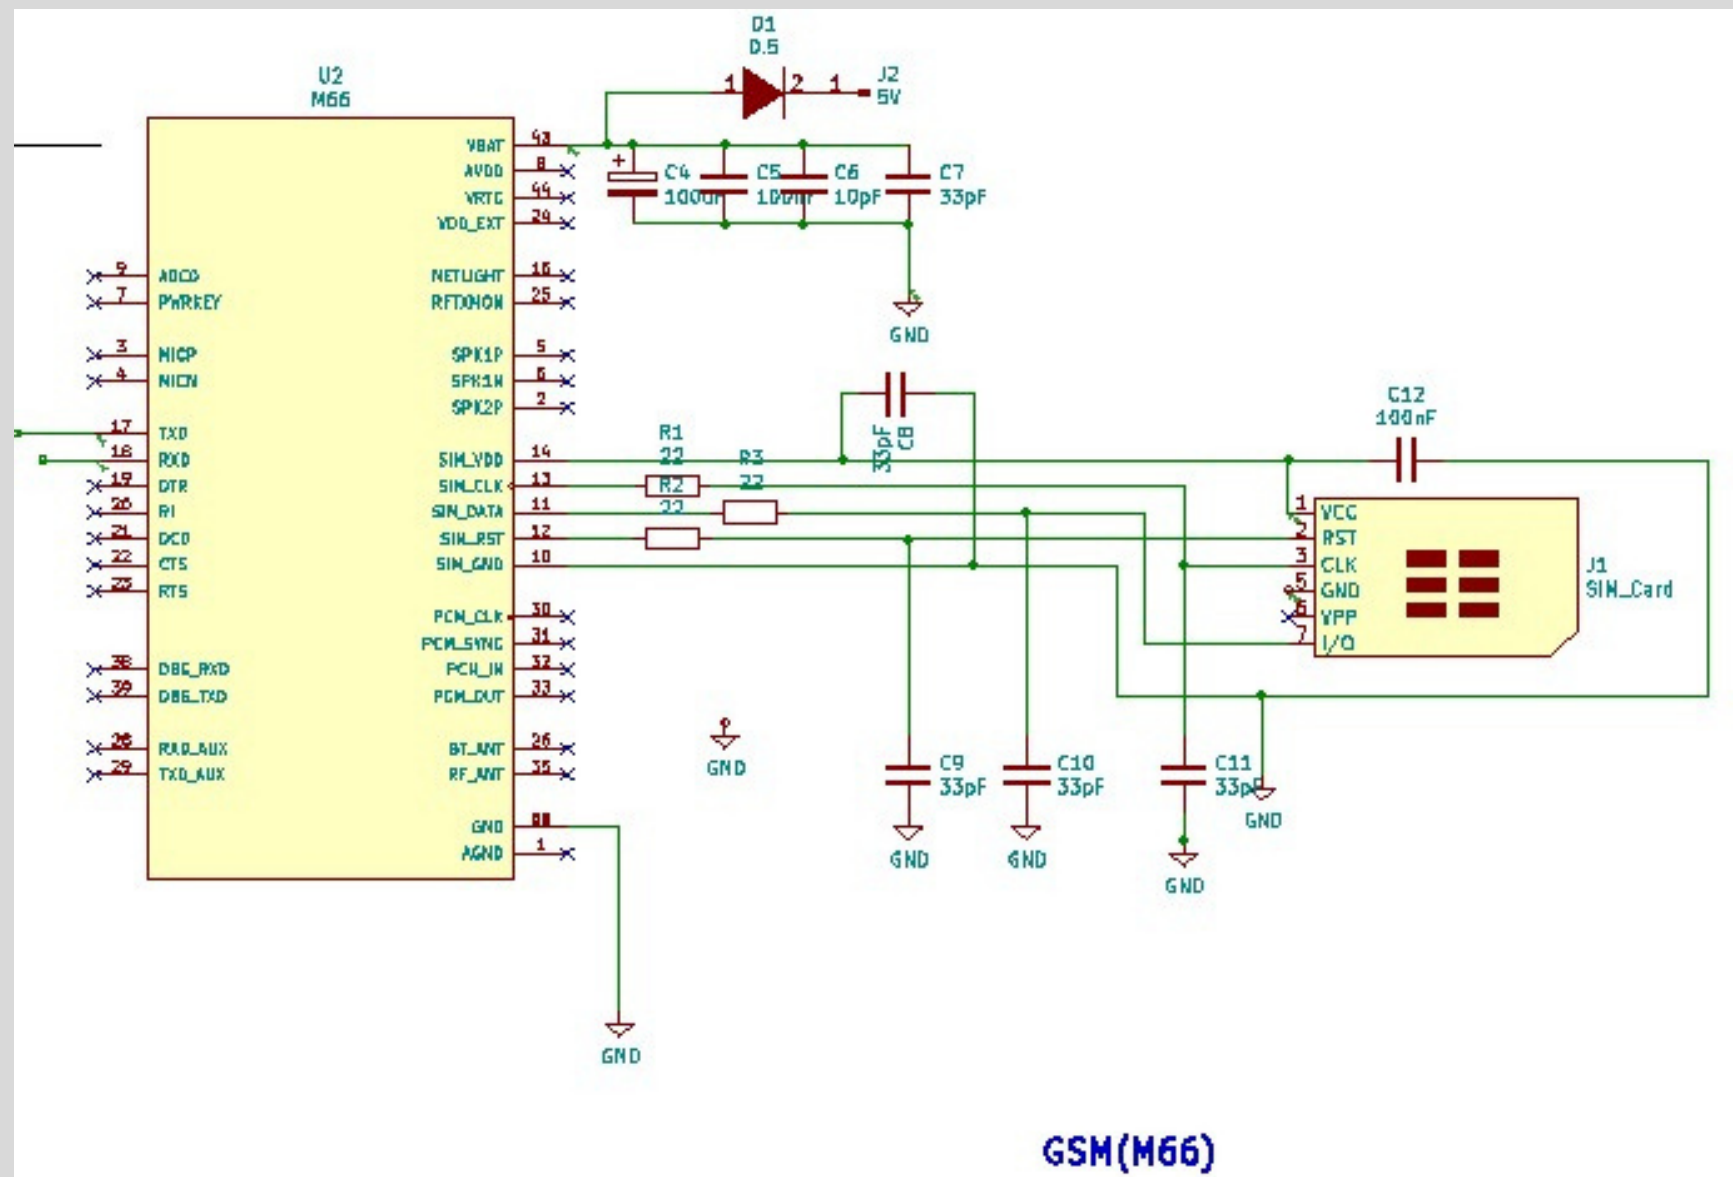 D1
D.5
U2
M66
1
2
1
J2
5V
VBAT
43
AVDD
8
VRTC
44
VDD_EXT
24
+
C4
C5
C6
10pF
C7
33pF
9
ADC0
NETLIGHT
16
7
PWRKEY
25
GND
3
MICP
SPK1P
5
4
MICN
SPK1N
6
SPK2P
2
17
TXD
18
RXD
SIM_VDD
14
19
DTR
SIM_CLK
13
20
RI
SIM_DATA
11
21
DCD
SIM_RST
12
22
CTS
SIM_GND
10
23
RTS
R1
22
R2
22
R3
22
33pF
C8
C12
100nF
1
VCC
RST
3
CLK
5
GND
6
VPP
7
I/O
J1
SIM_Card
PCM_CLK
30
PCM_SYNC
31
38
DBG_RXD
PCM_IN
32
39
DBG_TXD
PCM_OUT
33
28
RXD_AUX
BT_ANT
26
29
TXD_AUX
RF_ANT
35
GND
GND
AGND
1
C9
33pF
C10
33pF
C11
33pF
GND
GND
GND
GND
GND
GSM(M66)